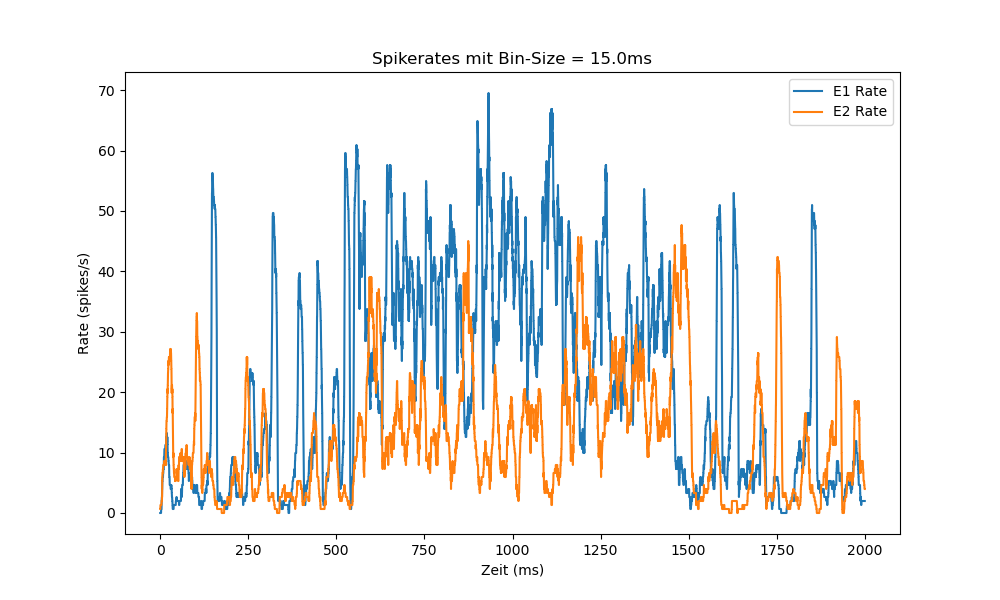 Spikerates mit Bin-Size = 15.0ms
E1 Rate
E2 Rate
Rate (spikes/s)
70
60
50
40
30
20
10
0
0 250 500 750 1000 1250 1500 1750 2000
Zeit (ms)